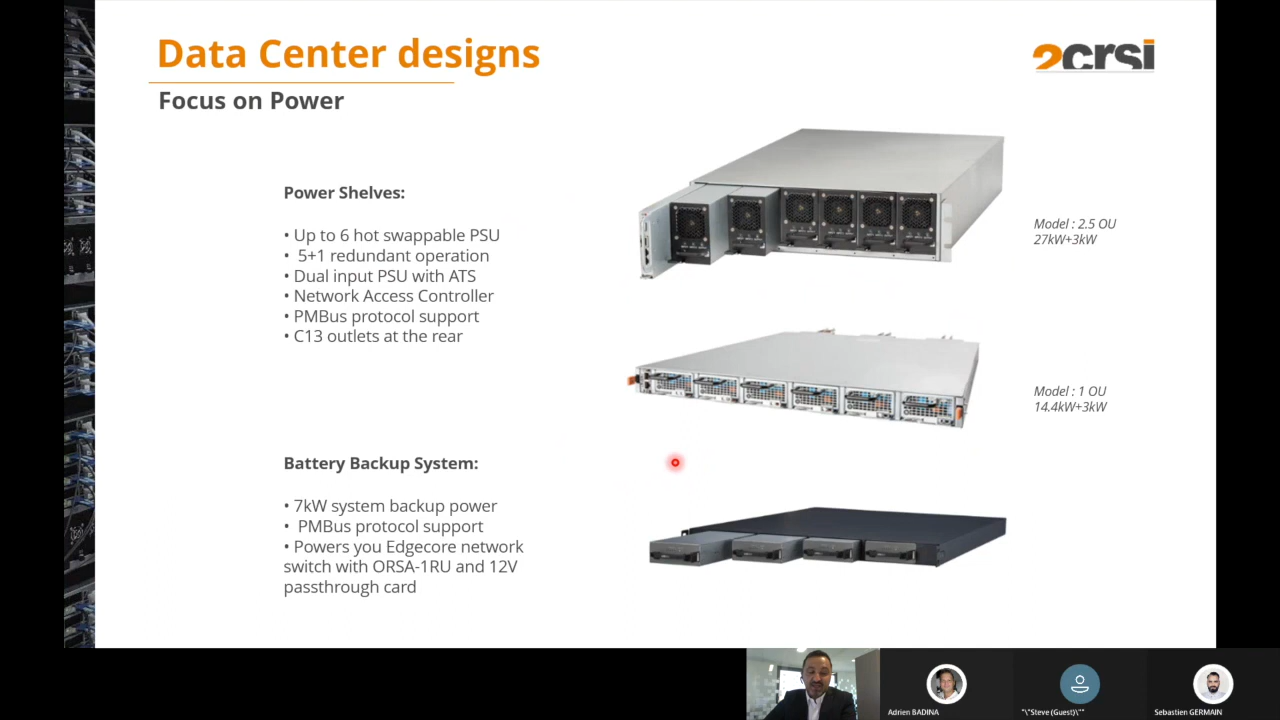 Data Center designs
2crsi
Focus on Power
Power Shelves:
• Up to 6 hot swappable PSU
• 5+1 redundant operation
• Dual input PSU with ATS
• Network Access Controller
• PMBus protocol support
• C13 outlets at the rear
Model : 2.5 OU
27kW+3kW
Model : 1 OU
14.4kW+3kW
Battery Backup System:
• 7kW system backup power
• PMBus protocol support
• Powers you Edgecore network
switch with ORSA-1RU and 12V
passthrough card
Adrien BADINA
"\"Steve (Guest)\""
Sebastien GERMAIN